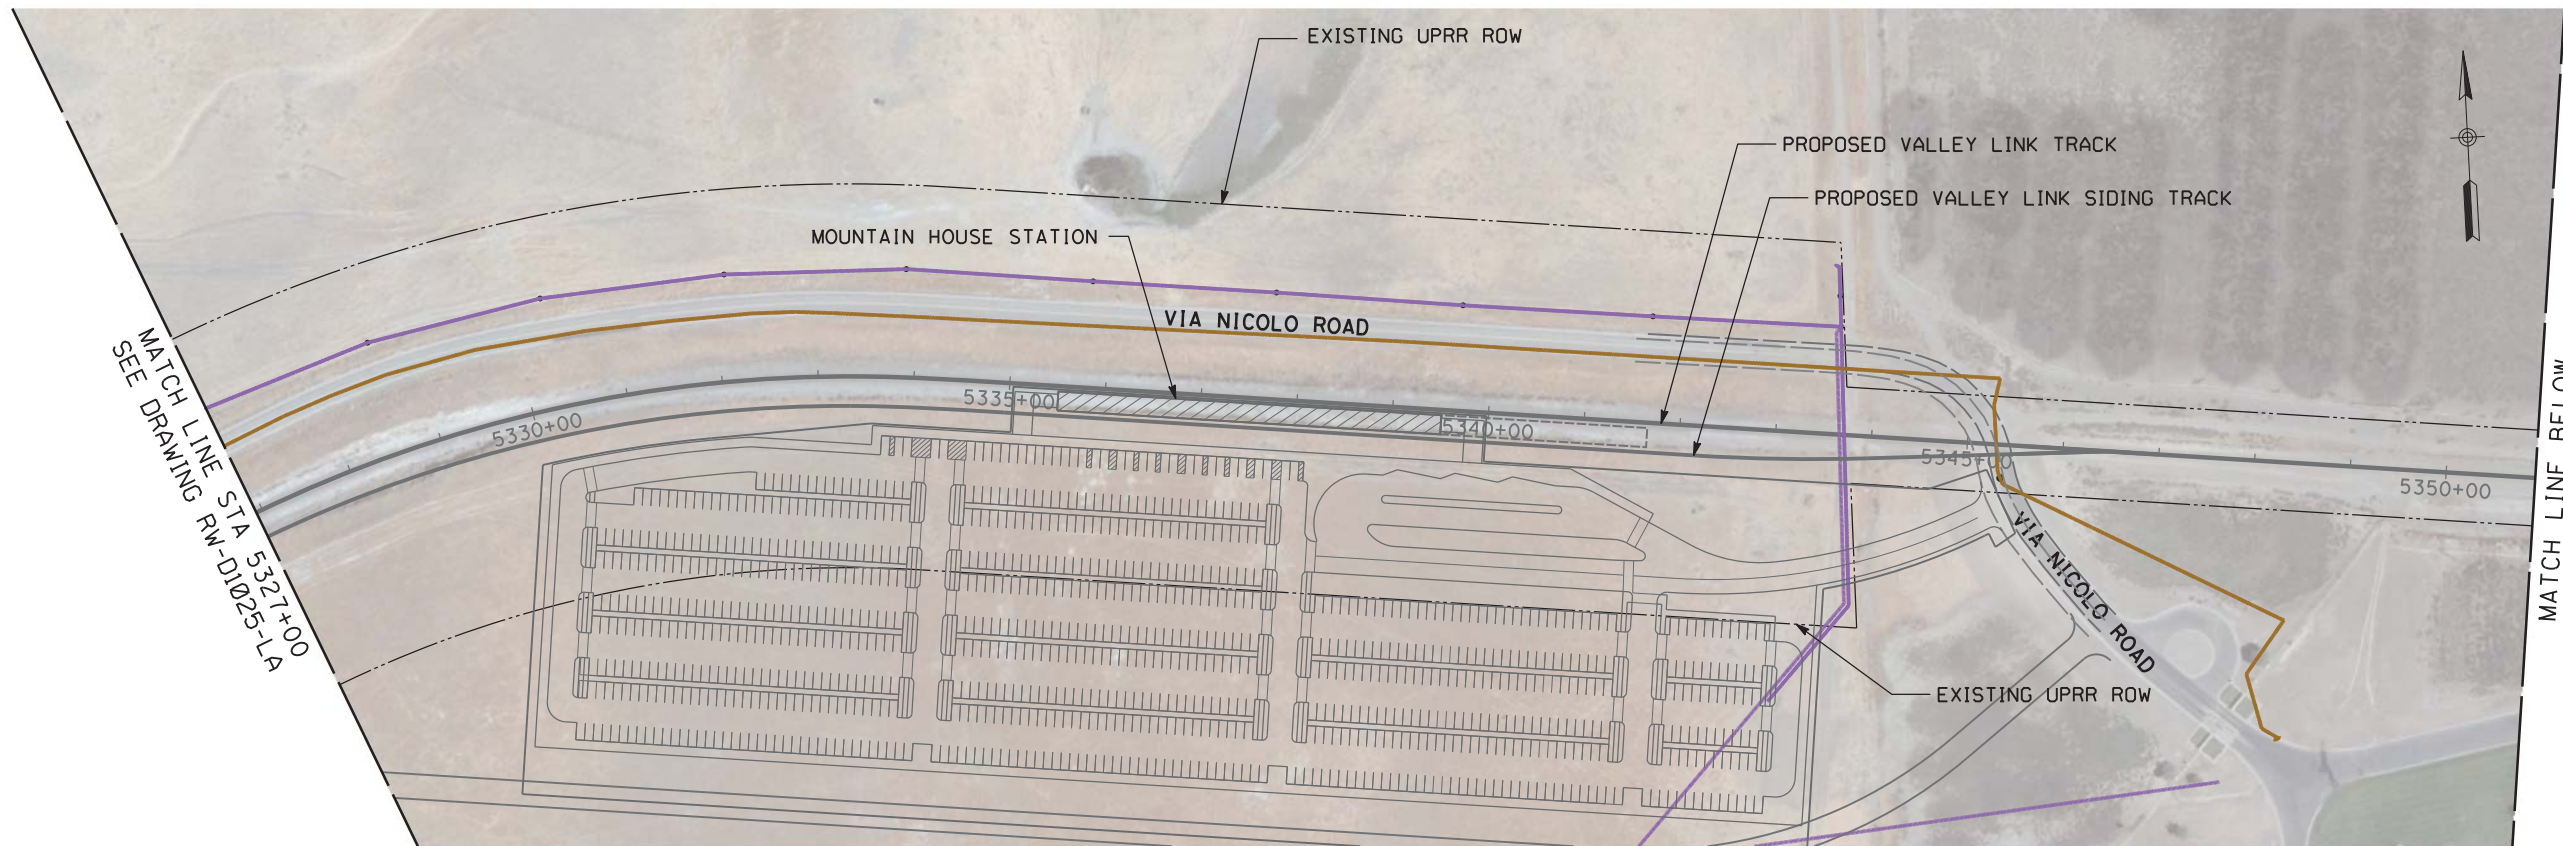 EXISTING UPRR ROW
PROPOSED VALLEY LINK TRACK
PROPOSED VALLEY LINK SIDING TRACK
MOUNTAIN HOUSE STATION
VIA NICOLO ROAD
MATCH LINE STA 5327+00
SEE DRAWING RW-D1025-LA
5330+00
5335+00
5340+00
5345+00
5350+00
VIA NICOLO ROAD
EXISTING UPRR ROW
MATCH LINE BELOW